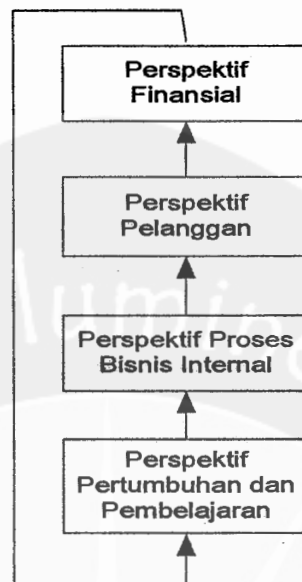 Perspektif
Finansial
Perspektif
Pelanggan
Perspektif Proses
Bisnis Internal
Perspektif
Pertumbuhan dan
Pembelajaran